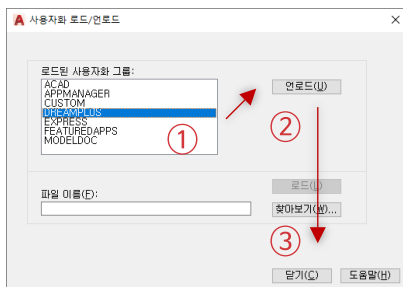 사용자화 로드/언로드
로드된 사용자화 그룹:
ACAD
APPMANAGER
CUSTOM
DREAMPLUS
EXPRESS
FEATUREDAPPS
MODELDOC
①
언로드(U)
②
파일 이름(F):
로드(L)
찾아보기(W)...
③
닫기(C) 도움말(H)